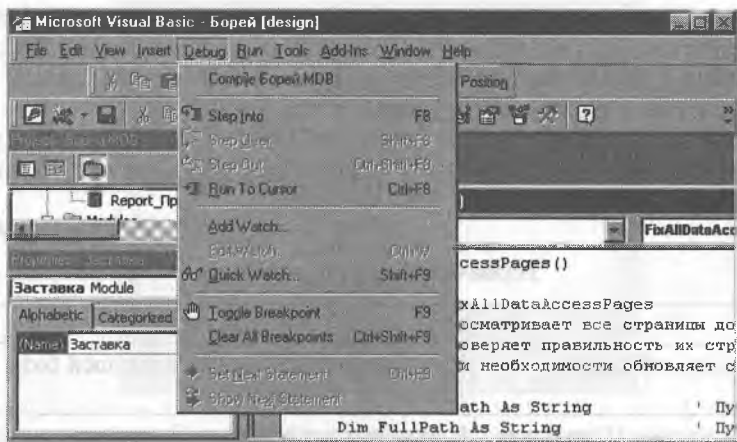 Microsoft Visual Basic - Борей [design]
File Edit View Insert Debug Run Tools Add-Ins Window Help
Compile Борей MDB
Position
Step Into F8
Step Over Shift+F8
Step Out Ctrl+Shift+F8
Run To Cursor Ctrl+F8
Report_Пр
Modules
Add Watch...
Edit Watch... Ctrl+W
Quick Watch... Shift+F9
FixAllDataAcc
cessPages()
Заставка Module
Alphabetic Categorized
(Name) Заставка
Toggle Breakpoint F9
Clear All Breakpoints Ctrl+Shift+F9
Set Next Statement Ctrl+F9
Show Next Statement
xAllDataAccessPages
осматривает все страницы до
оверяет правильность их стр
и необходимости обновляет с
ath As String ' Пу
Dim FullPath As String ' Пу